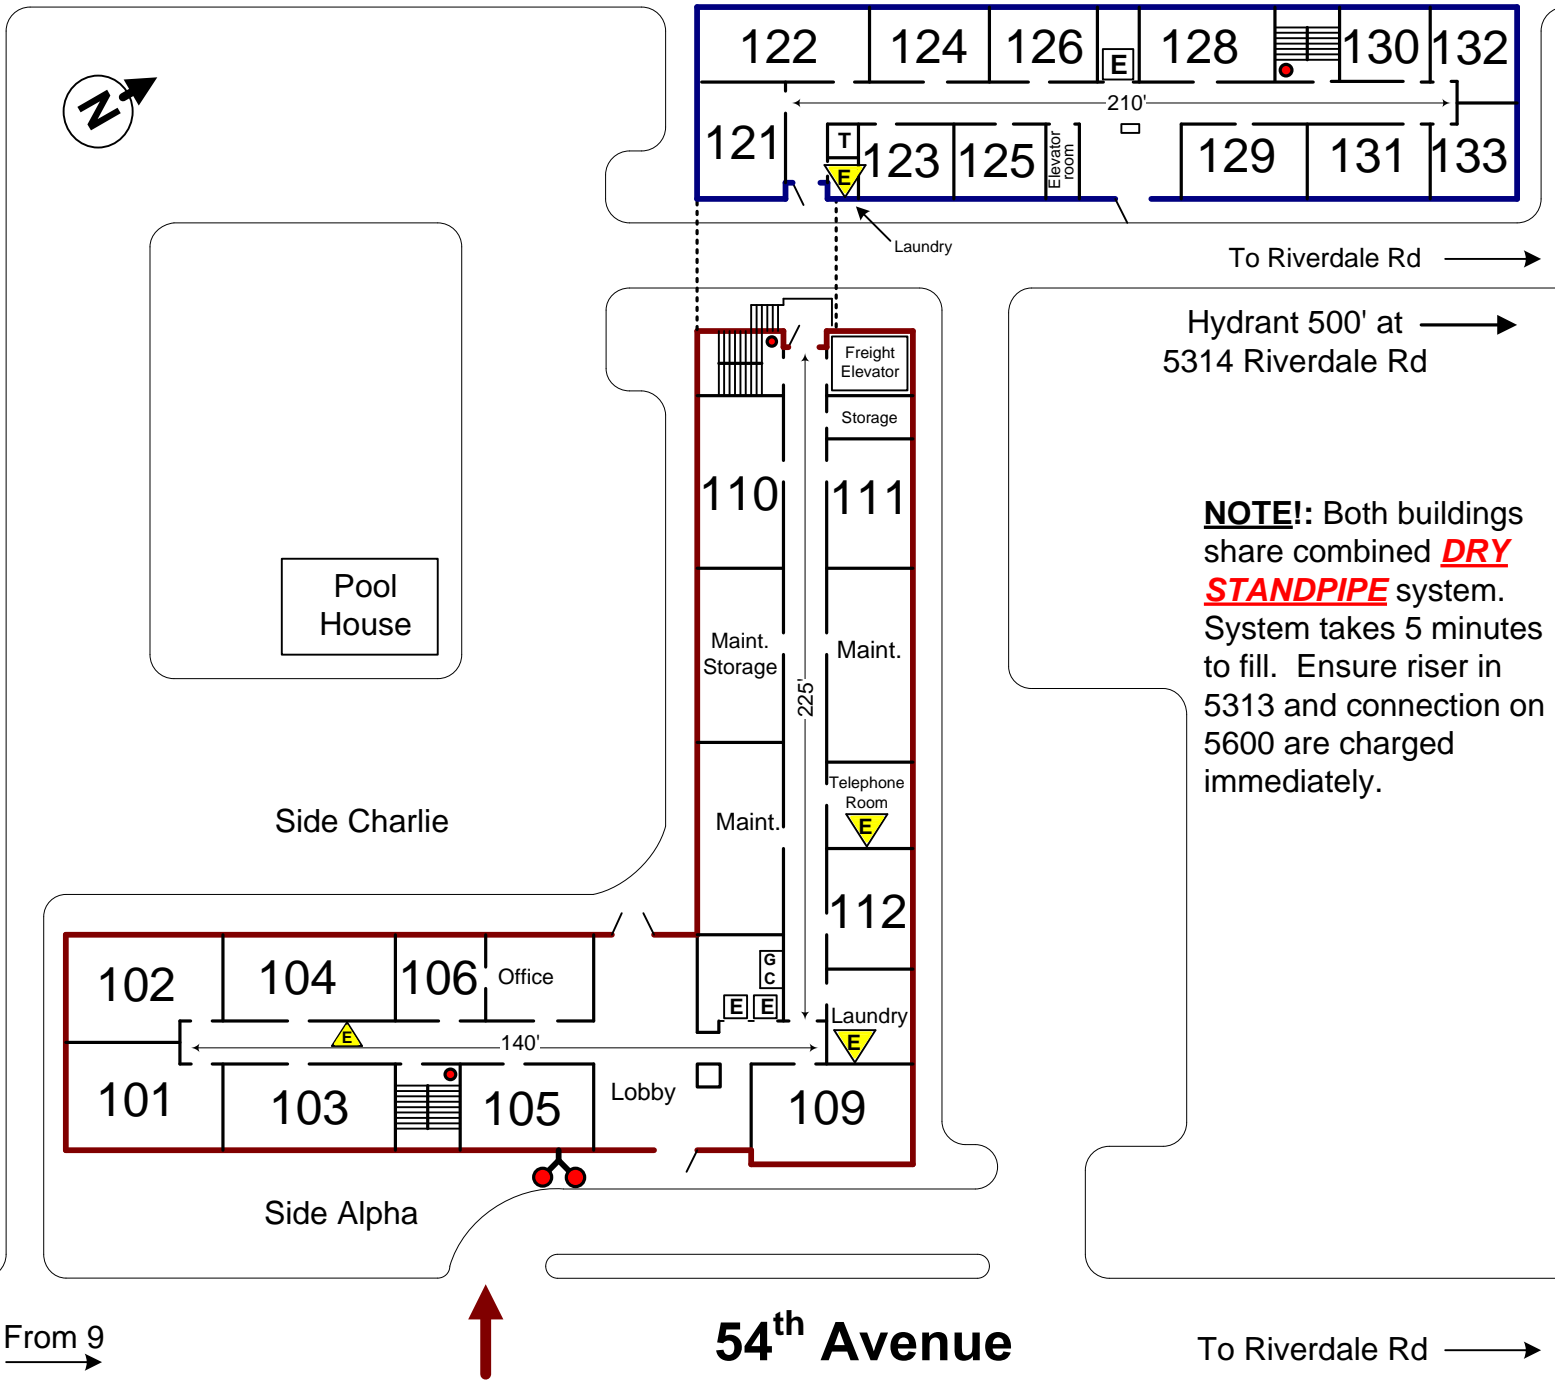 122
124
126
E
128
130
132
N
210'
121
T
E
123
125
Elevator
room
129
131
133
Laundry
To Riverdale Rd
Hydrant 500' at
5314 Riverdale Rd
Freight
Elevator
Storage
110
111
NOTE!: Both buildings
share combined DRY
STANDPIPE system.
System takes 5 minutes
to fill. Ensure riser in
5313 and connection on
5600 are charged
immediately.
Pool
House
Maint.
Storage
Maint.
225'
Telephone
Room
E
Side Charlie
Maint.
112
102
104
106
Office
G
C
E
E
Laundry
E
E
140'
101
103
105
Lobby
109
Side Alpha
From 9
54th Avenue
To Riverdale Rd